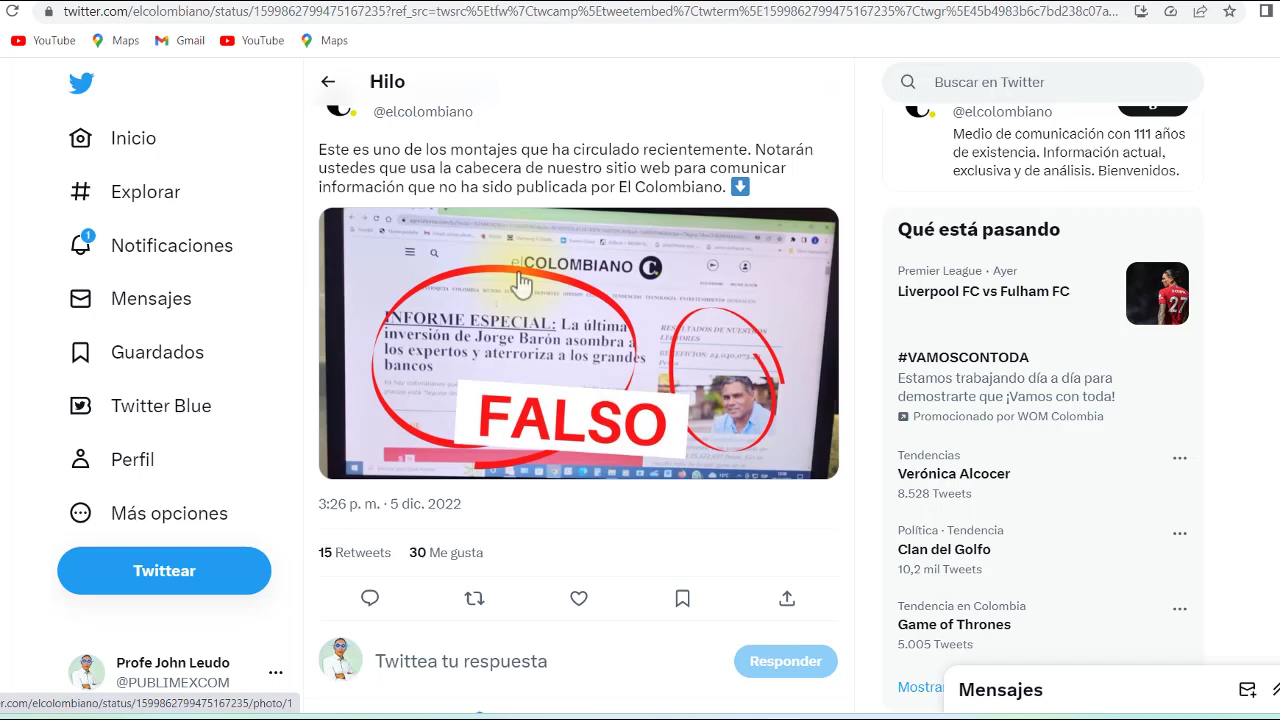 twitter.com/elcolombiano/status/1599862799475167235?ref_src=twsrc%5Etfw%7Ctwcamp%5Etweetembed%7Ctwterm%5E1599862799475167235%7Ctwgr%5E45b4983b6c7bd238c07a...
YouTube Maps Gmail YouTube Maps
Inicio
Explorar
1
Notificaciones
Mensajes
Guardados
Twitter Blue
Perfil
Más opciones
Twittear
Profe John Leudo
@PUBLIMEXCOM
er.com/elcolombiano/status/1599862799475167235/photo/1
Hilo
@elcolombiano
Este es uno de los montajes que ha circulado recientemente. Notarán
ustedes que usa la cabecera de nuestro sitio web para comunicar
información que no ha sido publicada por El Colombiano.
elCOLOMBIANO C
INFORME ESPECIAL: La última
inversión de Jorge Barón asombra a
los expertos y aterroriza a los grandes
bancos
RESULTADOS DE NUESTROS
LECTORES
FALSO
3:26 p. m. · 5 dic. 2022
15 Retweets 30 Me gusta
Twittea tu respuesta
Responder
Buscar en Twitter
@elcolombiano
Medio de comunicación con 111 años
de existencia. Información actual,
exclusiva y de análisis. Bienvenidos.
Qué está pasando
Premier League · Ayer
Liverpool FC vs Fulham FC
27
#VAMOSCONTODA
Estamos trabajando día a día para
demostrarte que ¡Vamos con toda!
Promocionado por WOM Colombia
Tendencias
Verónica Alcocer
8.528 Tweets
Política · Tendencia
Clan del Golfo
10,2 mil Tweets
Tendencia en Colombia
Game of Thrones
5.005 Tweets
Mostrar
Mensajes